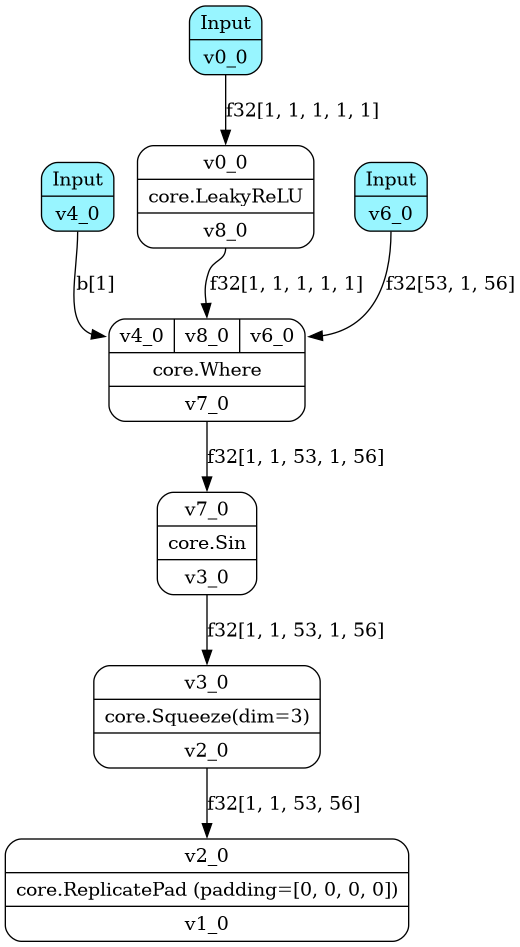 Input
v0_0
f32[1, 1, 1, 1, 1]
Input
v4_0
v0_0
core.LeakyReLU
v8_0
Input
v6_0
b[1]
f32[1, 1, 1, 1, 1]
f32[53, 1, 56]
v4_0 v8_0 v6_0
core.Where
v7_0
f32[1, 1, 53, 1, 56]
v7_0
core.Sin
v3_0
f32[1, 1, 53, 1, 56]
v3_0
core.Squeeze(dim=3)
v2_0
f32[1, 1, 53, 56]
v2_0
core.ReplicatePad (padding=[0, 0, 0, 0])
v1_0